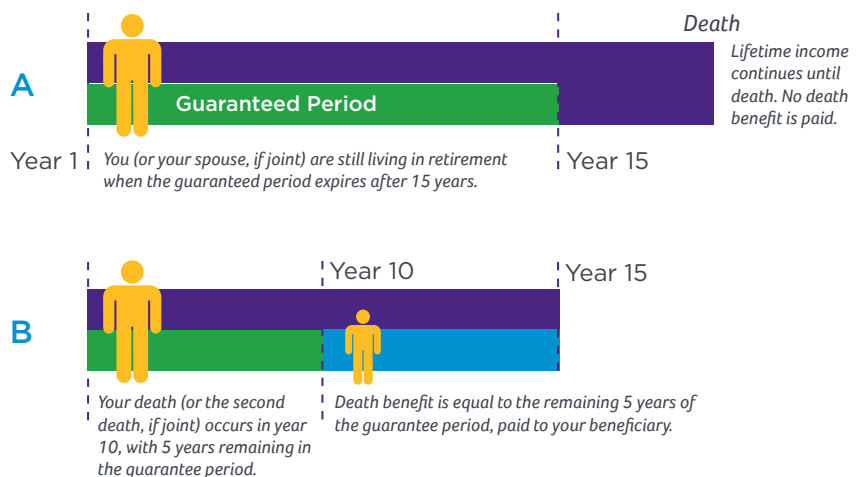 Death
A
Guaranteed Period
Lifetime income
continues until
death. No death
benefit is paid.
Year 1
You (or your spouse, if joint) are still living in retirement
when the guaranteed period expires after 15 years.
Year 15
Year 10
Year 15
B
Your death (or the second
death, if joint) occurs in year
10, with 5 years remaining in
the guarantee period.
Death benefit is equal to the remaining 5 years of
the guarantee period, paid to your beneficiary.